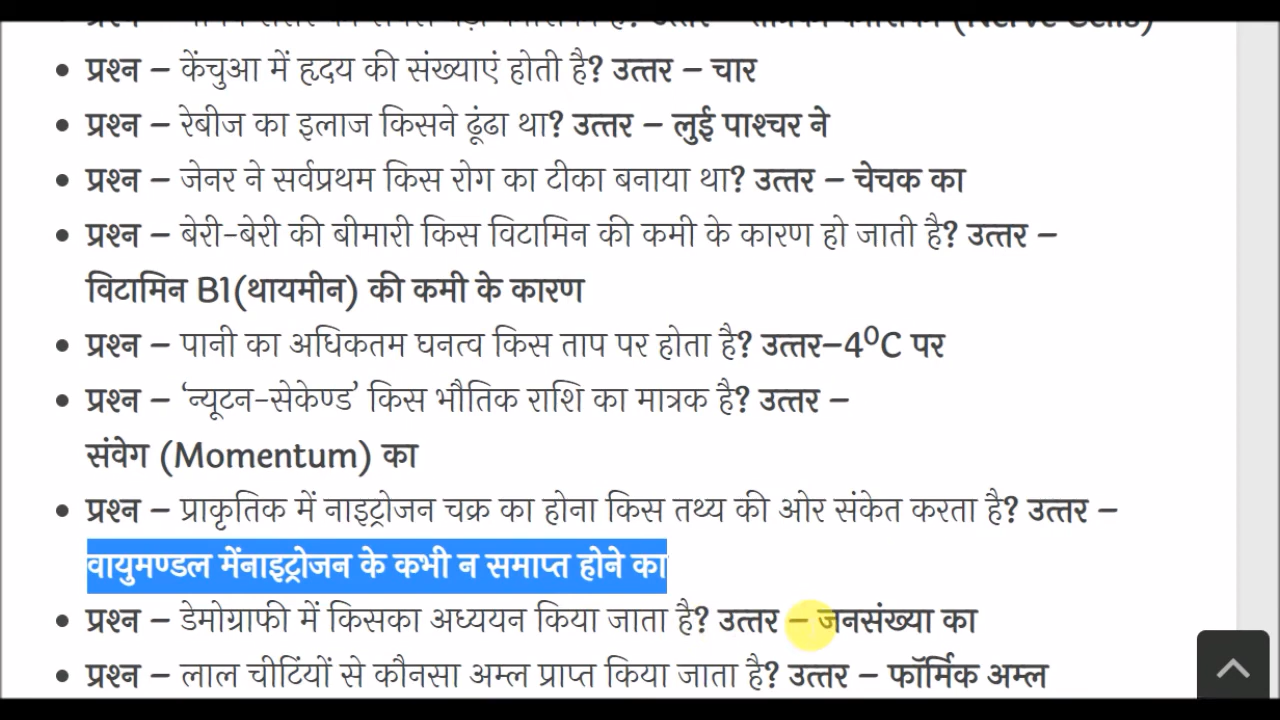 (Nerve Cells)
प्रश्न – केंचुआ में हृदय की संख्याएं होती है? उत्तर – चार
प्रश्न – रेबीज का इलाज किसने ढूंढा था? उत्तर – लुई पाश्चर ने
प्रश्न – जेनर ने सर्वप्रथम किस रोग का टीका बनाया था? उत्तर – चेचक का
प्रश्न – बेरी-बेरी की बीमारी किस विटामिन की कमी के कारण हो जाती है? उत्तर –
विटामिन B1(थायमीन) की कमी के कारण
प्रश्न – पानी का अधिकतम घनत्व किस ताप पर होता है? उत्तर–4⁰C पर
प्रश्न – ‘न्यूटन-सेकेण्ड’ किस भौतिक राशि का मात्रक है? उत्तर –
संवेग (Momentum) का
प्रश्न – प्राकृतिक में नाइट्रोजन चक्र का होना किस तथ्य की ओर संकेत करता है? उत्तर –
वायुमण्डल मेंनाइट्रोजन के कभी न समाप्त होने का
प्रश्न – डेमोग्राफी में किसका अध्ययन किया जाता है? उत्तर – जनसंख्या का
प्रश्न – लाल चीटिंयों से कौनसा अम्ल प्राप्त किया जाता है? उत्तर – फॉर्मिक अम्ल